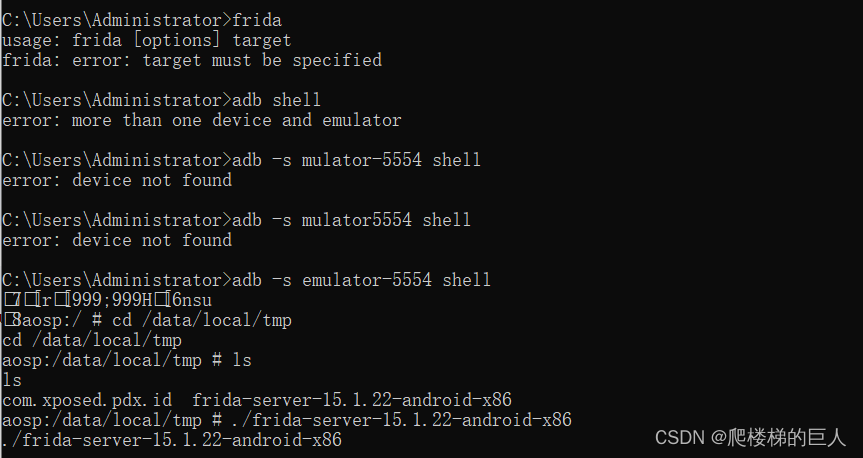 C:\Users\Administrator>frida
usage: frida [options] target
frida: error: target must be specified
C:\Users\Administrator>adb shell
error: more than one device and emulator
C:\Users\Administrator>adb -s mulator-5554 shell
error: device not found
C:\Users\Administrator>adb -s mulator5554 shell
error: device not found
C:\Users\Administrator>adb -s emulator-5554 shell
□7□[r□[999;999H□[6nsu
□8aosp:/ # cd /data/local/tmp
cd /data/local/tmp
aosp:/data/local/tmp # ls
ls
com.xposed.pdx.id  frida-server-15.1.22-android-x86
aosp:/data/local/tmp # ./frida-server-15.1.22-android-x86
./frida-server-15.1.22-android-x86
CSDN @爬楼梯的巨人